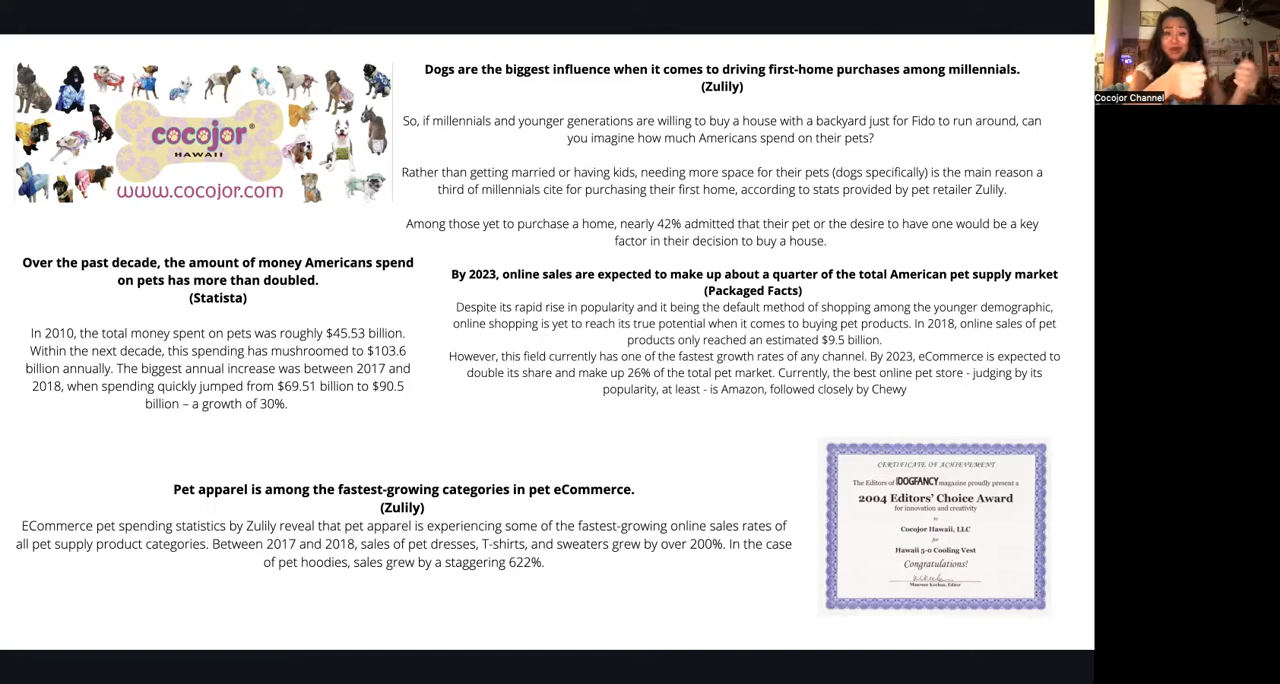 cocojor®
HAWAII
www.cocojor.com
Dogs are the biggest influence when it comes to driving first-home purchases among millennials.
(Zulily)
So, if millennials and younger generations are willing to buy a house with a backyard just for Fido to run around, can
you imagine how much Americans spend on their pets?
Rather than getting married or having kids, needing more space for their pets (dogs specifically) is the main reason a
third of millennials cite for purchasing their first home, according to stats provided by pet retailer Zulily.
Among those yet to purchase a home, nearly 42% admitted that their pet or the desire to have one would be a key
factor in their decision to buy a house.
Over the past decade, the amount of money Americans spend
on pets has more than doubled.
(Statista)
In 2010, the total money spent on pets was roughly $45.53 billion.
Within the next decade, this spending has mushroomed to $103.6
billion annually. The biggest annual increase was between 2017 and
2018, when spending quickly jumped from $69.51 billion to $90.5
billion – a growth of 30%.
By 2023, online sales are expected to make up about a quarter of the total American pet supply market
(Packaged Facts)
Despite its rapid rise in popularity and it being the default method of shopping among the younger demographic,
online shopping is yet to reach its true potential when it comes to buying pet products. In 2018, online sales of pet
products only reached an estimated $9.5 billion.
However, this field currently has one of the fastest growth rates of any channel. By 2023, eCommerce is expected to
double its share and make up 26% of the total pet market. Currently, the best online pet store - judging by its
popularity, at least - is Amazon, followed closely by Chewy
Pet apparel is among the fastest-growing categories in pet eCommerce.
(Zulily)
ECommerce pet spending statistics by Zulily reveal that pet apparel is experiencing some of the fastest-growing online sales rates of
all pet supply product categories. Between 2017 and 2018, sales of pet dresses, T-shirts, and sweaters grew by over 200%. In the case
of pet hoodies, sales grew by a staggering 622%.
CERTIFICATE OF ACHIEVEMENT
The Editors of DOGFANCY magazine proudly present a
2004 Editors' Choice Award
for innovation and creativity
to
Cocojor Hawaii, LLC
for
Hawaii 5-0 Cooling Vest
Congratulations!
Editor
Cocojor Channel